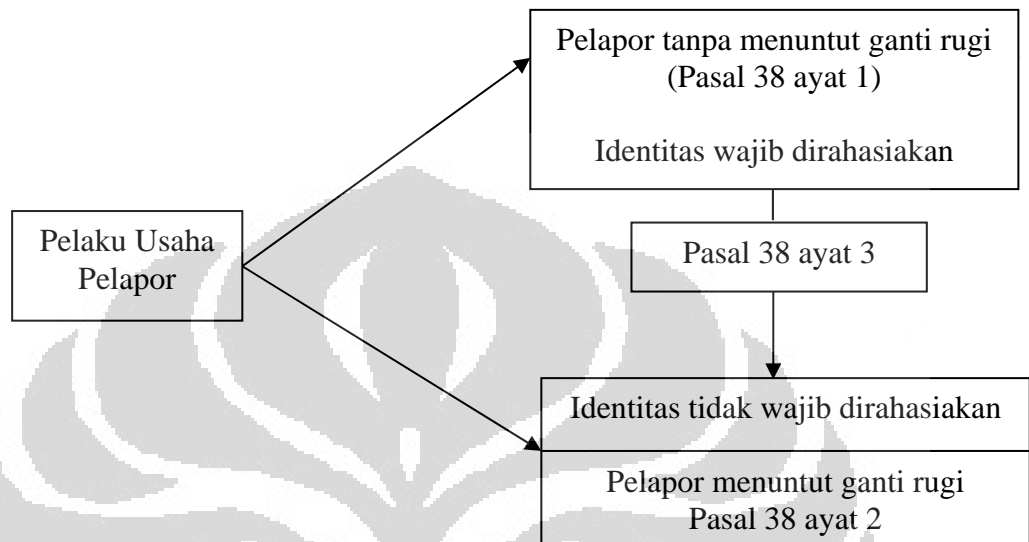 Pelapor tanpa menuntut ganti rugi
(Pasal 38 ayat 1)
Identitas wajib dirahasiakan
Pelaku Usaha
Pelapor
Pasal 38 ayat 3
Identitas tidak wajib dirahasiakan
Pelapor menuntut ganti rugi
Pasal 38 ayat 2